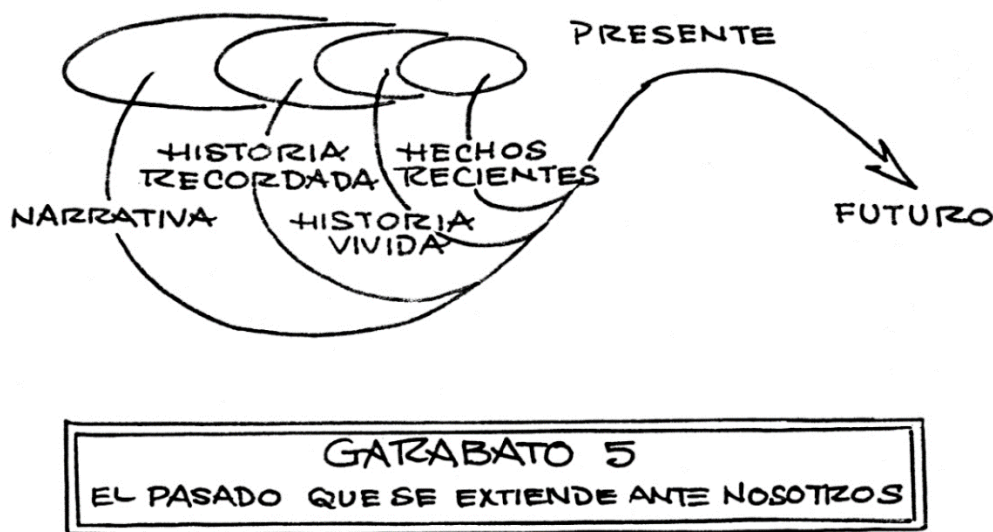 PRESENTE
HISTORIA
RECORDADA
HECHOS
RECIENTES
NARRATIVA
HISTORIA
VIVIDA
FUTURO
GARABATO 5
EL PASADO QUE SE EXTIENDE ANTE NOSOTROS